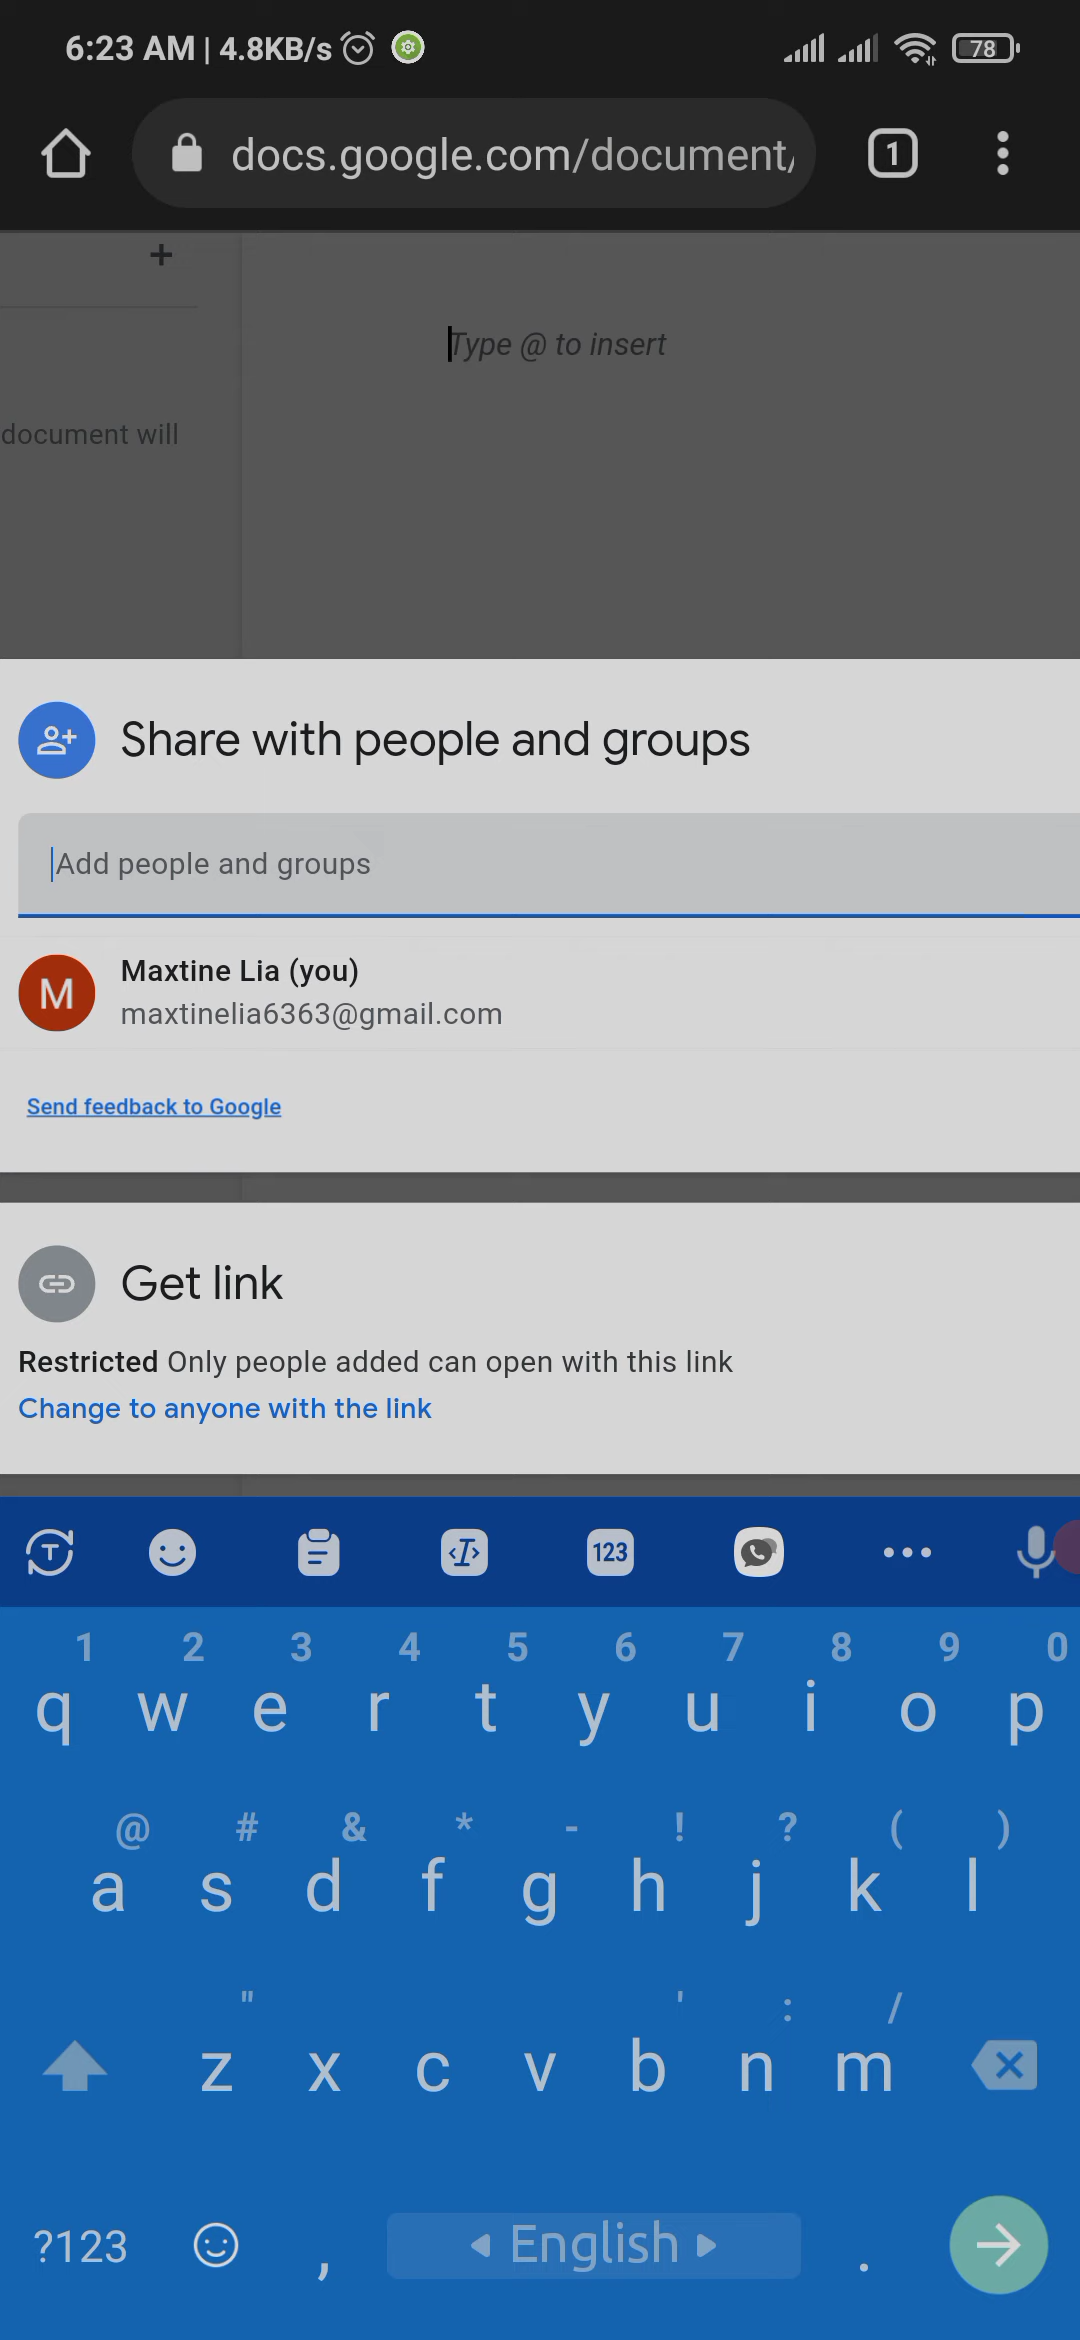 6:23 AM | 4.8KB/s 78
docs.google.com/document/ 1
+
Type @ to insert
document will
Share with people and groups
Add people and groups
M
Maxtine Lia (you)
maxtinelia6363@gmail.com
Send feedback to Google
Get link
Restricted Only people added can open with this link
Change to anyone with the link
T I 123
1 2 3 4 5 6 7 8 9 0
q w e r t y u i o p
@ # & * - ! ? ( )
a s d f g h j k l
" ' : /
z x c v b n m
?123 , English .